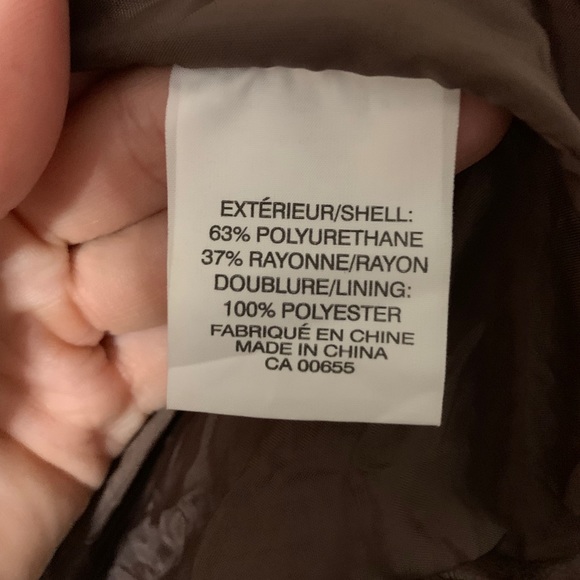 EXTÉRIEUR/SHELL:
63% POLYURETHANE
37% RAYONNE/RAYON
DOUBLURE/LINING:
100% POLYESTER
FABRIQUÉ EN CHINE
MADE IN CHINA
CA 00655